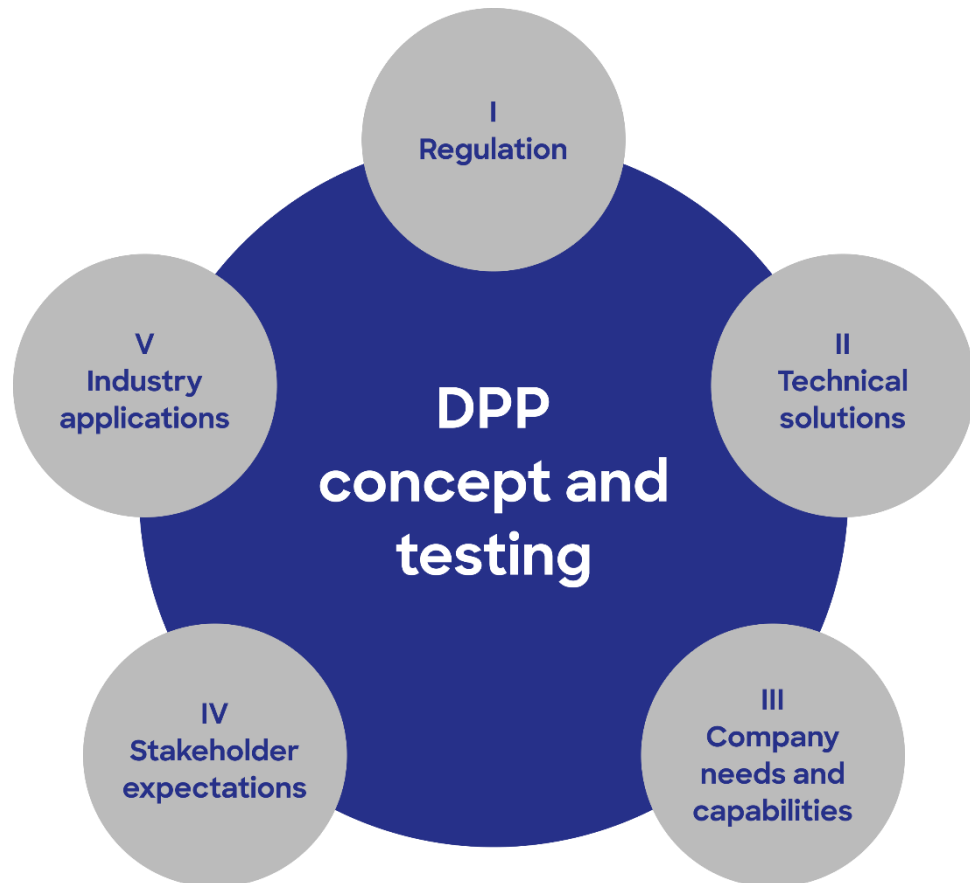 I
Regulation
II
Technical
solutions
III
Company
needs and
capabilities
IV
Stakeholder
expectations
V
Industry
applications
DPP
concept and
testing